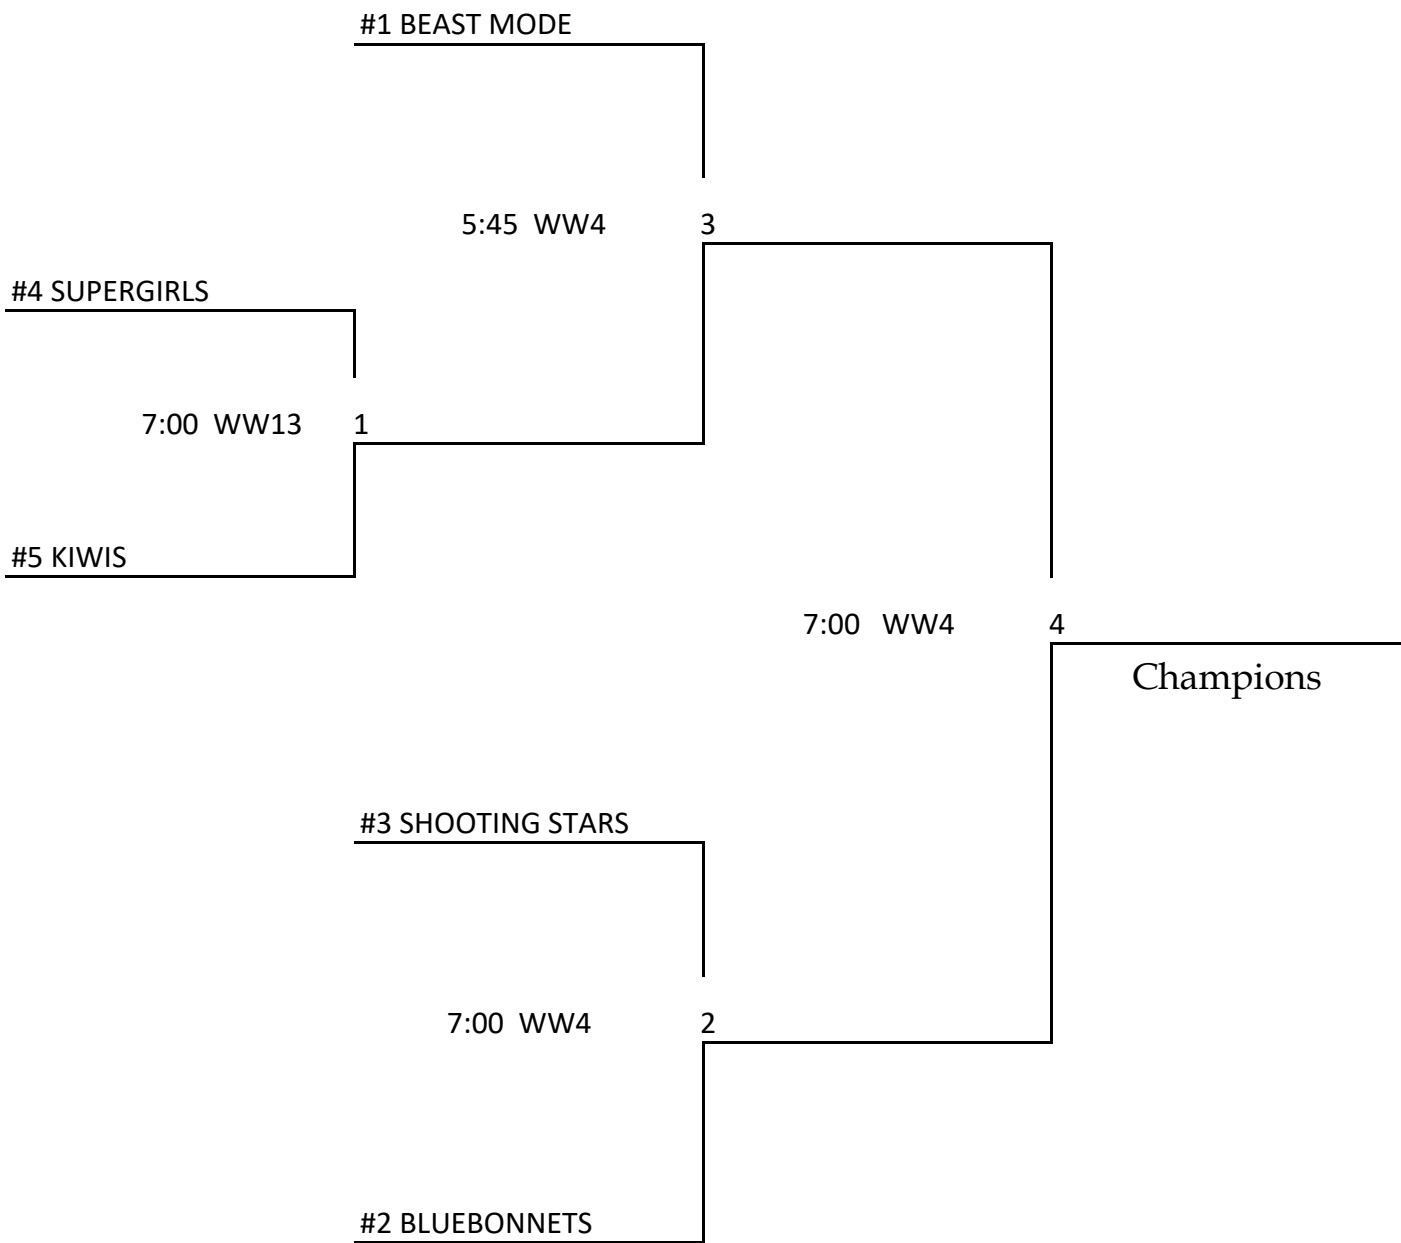 #1 BEAST MODE
5:45 WW4 3
#4 SUPERGIRLS
7:00 WW13 1
#5 KIWIS
7:00 WW4 4
Champions
#3 SHOOTING STARS
7:00 WW4 2
#2 BLUEBONNETS